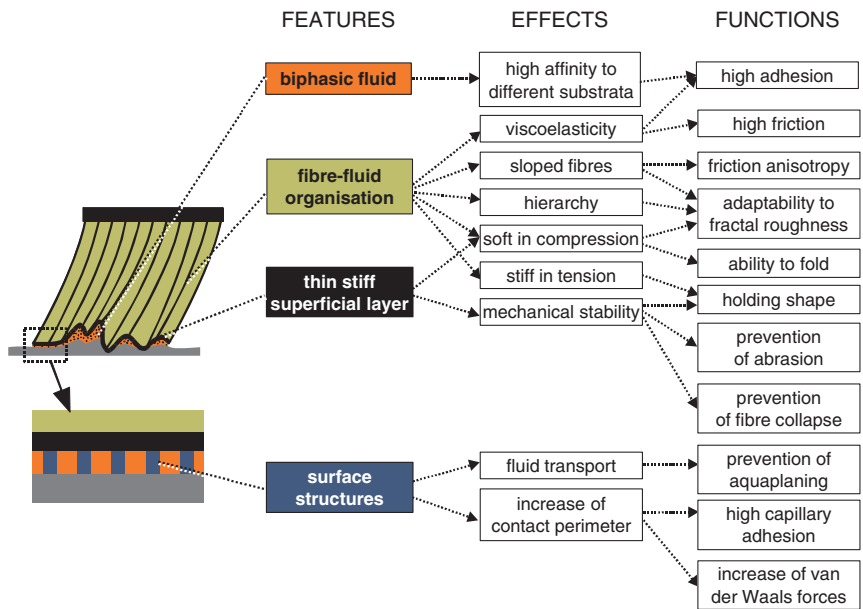 FEATURES
EFFECTS
FUNCTIONS
biphasic fluid
high affinity to
different substrata
high adhesion
viscoelasticity
high friction
fibre-fluid
organisation
sloped fibres
friction anisotropy
hierarchy
adaptability to
fractal roughness
soft in compression
ability to fold
thin stiff
superficial layer
stiff in tension
holding shape
mechanical stability
prevention
of abrasion
prevention
of fibre collapse
surface
structures
fluid transport
prevention of
aquaplaning
increase of
contact perimeter
high capillary
adhesion
increase of van
der Waals forces